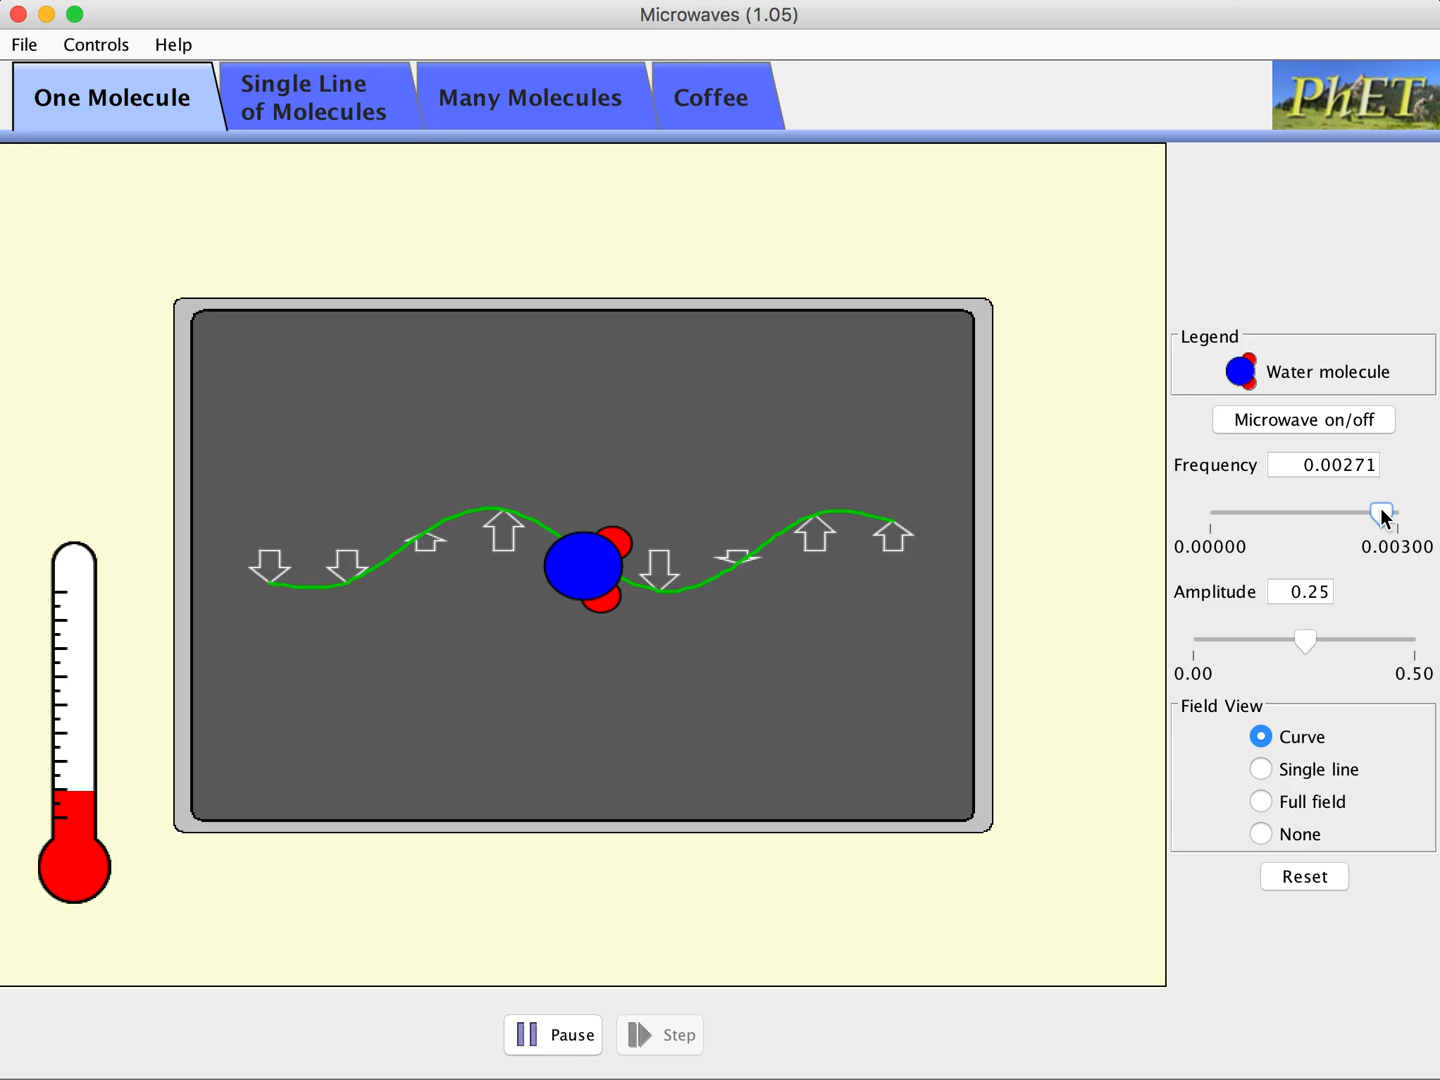 Microwaves (1.05)
File Controls Help
One Molecule
Single Line
of Molecules
Many Molecules
Coffee
PhET
Legend
Water molecule
Microwave on/off
Frequency 0.00271
0.00000 0.00300
Amplitude 0.25
0.00 0.50
Field View
Curve
Single line
Full field
None
Reset
Pause Step